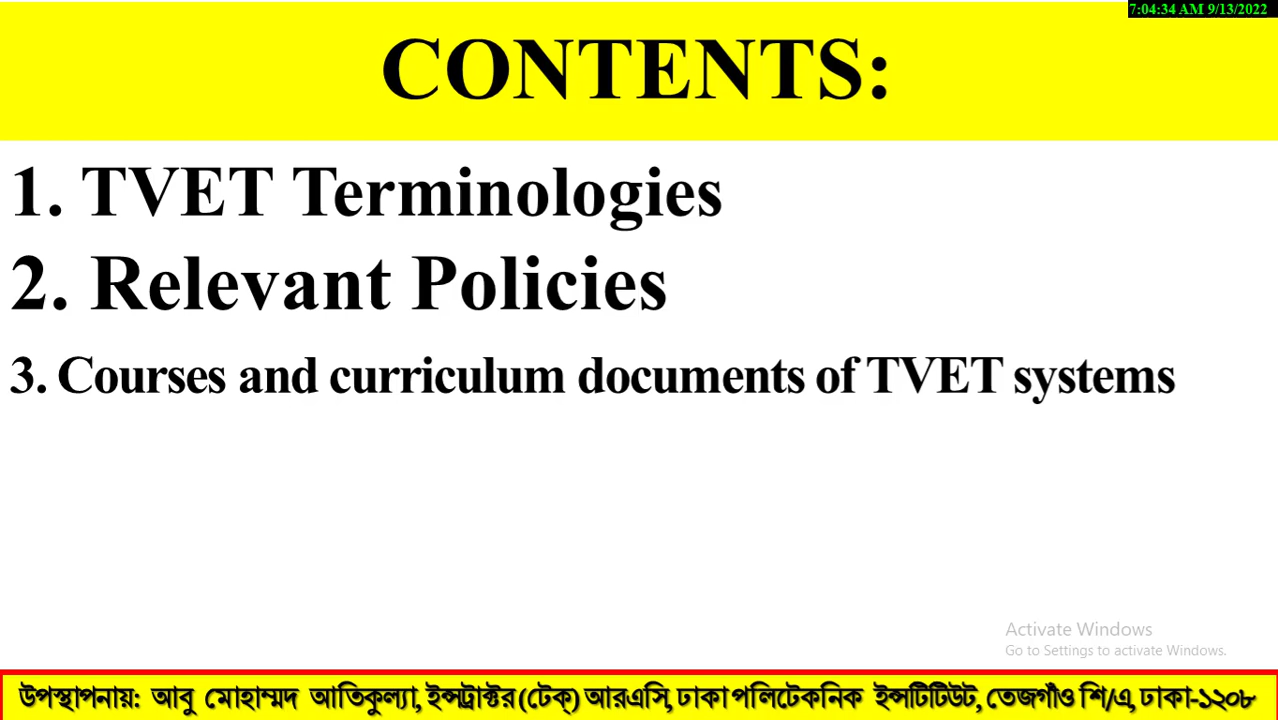 7:04:34 AM 9/13/2022
CONTENTS:
1. TVET Terminologies
2. Relevant Policies
3. Courses and curriculum documents of TVET systems
Activate Windows
Go to Settings to activate Windows.
উপস্থাপনায়: আবু মোহাম্মদ আতিকুল্যা, ইন্সট্রাক্টর (টেক) আরএসি, ঢাকা পলিটেকনিক ইন্সটিটিউট, তেজগাঁও শি/এ, ঢাকা-১২০৮